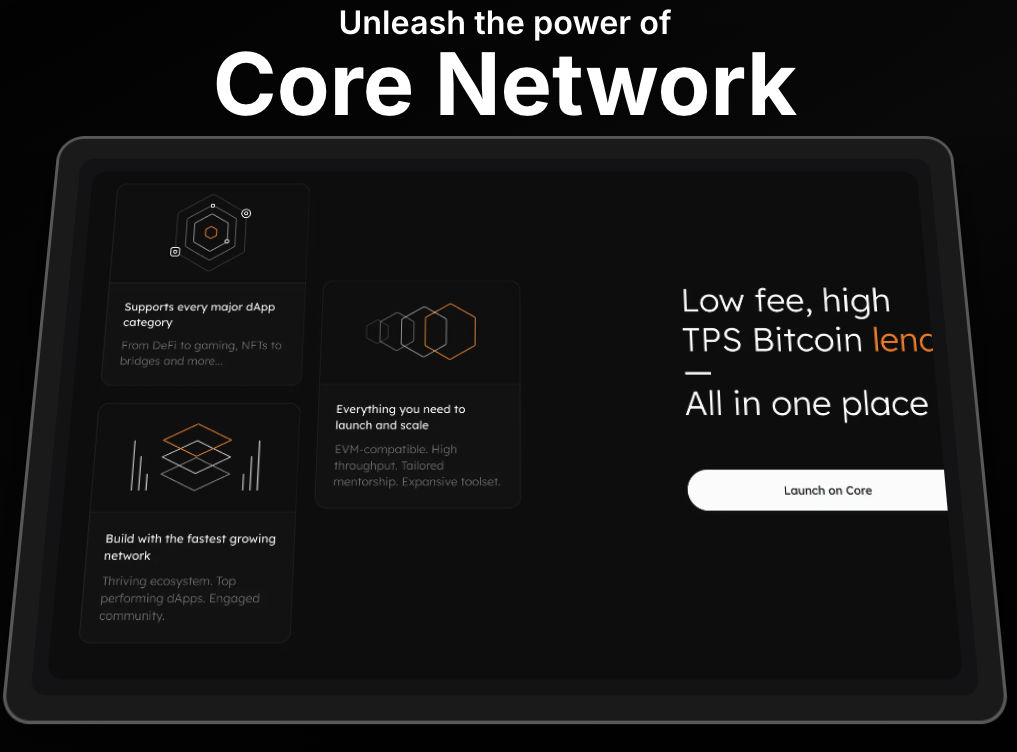 Unleash the power of
Core Network
Supports every major dApp
category
From DeFi to gaming, NFTs to
bridges and more...
Everything you need to
launch and scale
EVM-compatible. High
throughput. Tailored
mentorship. Expansive toolset.
Build with the fastest growing
network
Thriving ecosystem. Top
performing dApps. Engaged
community.
Low fee, high
TPS Bitcoin
—
All in one place
Launch on Core